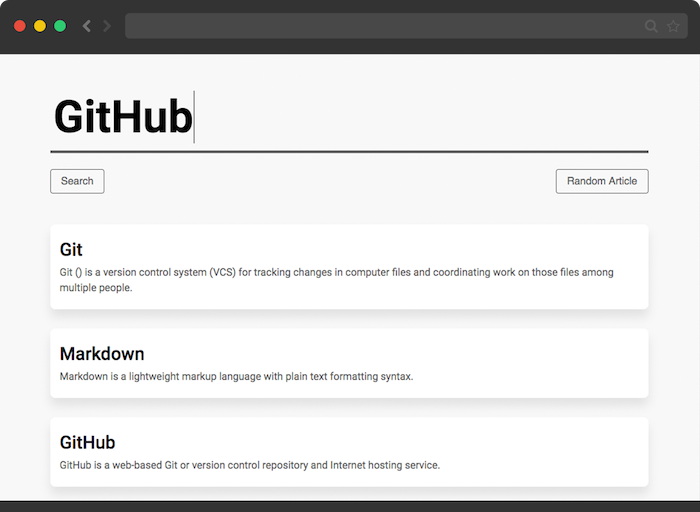 GitHub
Search
Random Article
Git
Git () is a version control system (VCS) for tracking changes in computer files and coordinating work on those files among
multiple people.
Markdown
Markdown is a lightweight markup language with plain text formatting syntax.
GitHub
GitHub is a web-based Git or version control repository and Internet hosting service.